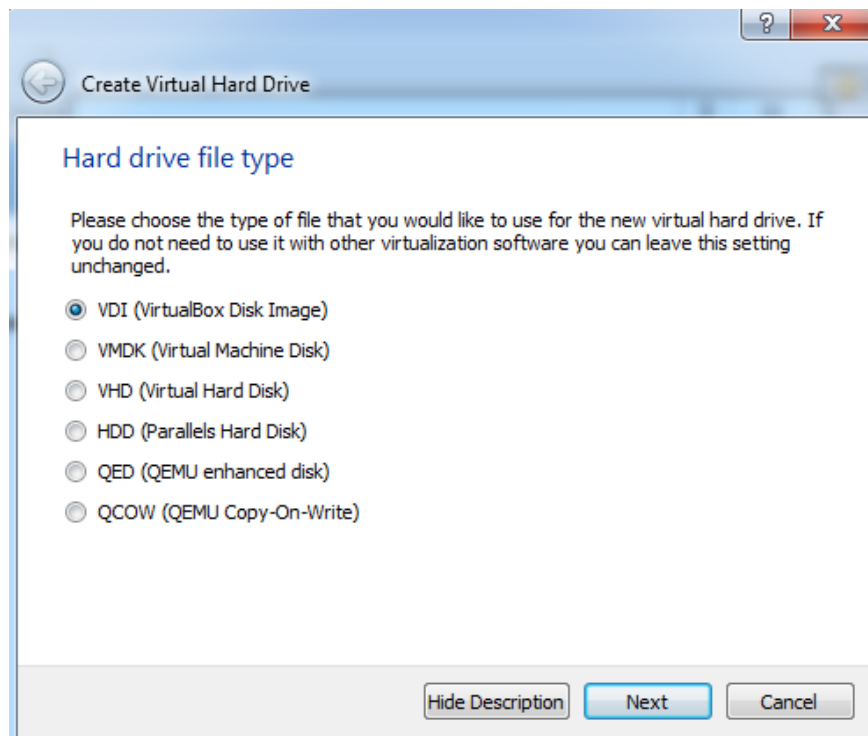 ?
X
Create Virtual Hard Drive
Hard drive file type
Please choose the type of file that you would like to use for the new virtual hard drive. If
you do not need to use it with other virtualization software you can leave this setting
unchanged.
VDI (VirtualBox Disk Image)
VMDK (Virtual Machine Disk)
VHD (Virtual Hard Disk)
HDD (Parallels Hard Disk)
QED (QEMU enhanced disk)
QCOW (QEMU Copy-On-Write)
Hide Description Next Cancel